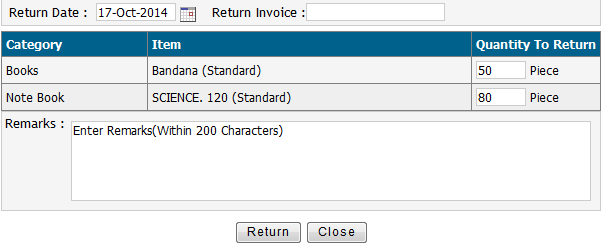 Return Date : 17-Oct-2014 Return Invoice :
Category Item Quantity To Return
Books Bandana (Standard) 50 Piece
Note Book SCIENCE. 120 (Standard) 80 Piece
Remarks : Enter Remarks(Within 200 Characters)
Return Close